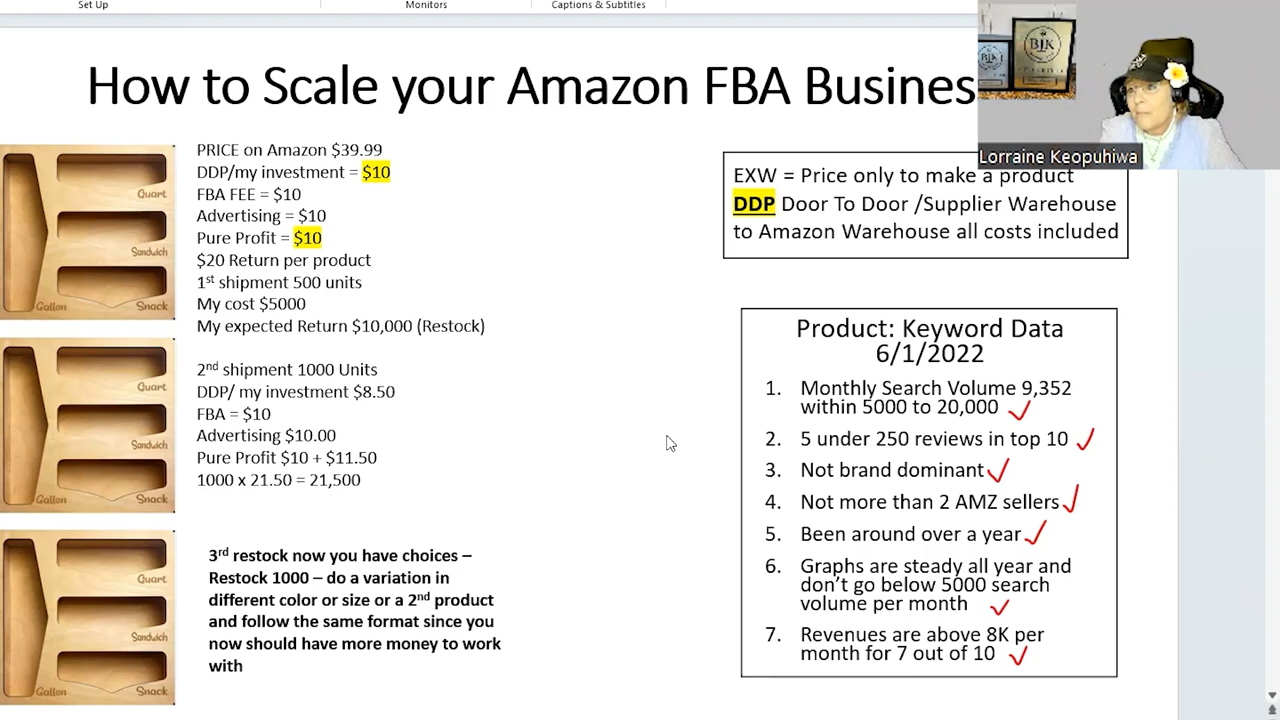 Set Up
Monitors
Captions & Subtitles
How to Scale your Amazon FBA Busines
BJK
Lorraine Keopuhiwa
Quart
Sandwich
Gallon
Snack
PRICE on Amazon $39.99
DDP/my investment = $10
FBA FEE = $10
Advertising = $10
Pure Profit = $10
$20 Return per product
1st shipment 500 units
My cost $5000
My expected Return $10,000 (Restock)
Quart
Sandwich
Snack
2nd shipment 1000 Units
DDP/ my investment $8.50
FBA = $10
Advertising $10.00
Pure Profit $10 + $11.50
1000 x 21.50 = 21,500
Quart
Sandwich
Gallon
Snack
3rd restock now you have choices –
Restock 1000 – do a variation in
different color or size or a 2nd product
and follow the same format since you
now should have more money to work
with
EXW = Price only to make a product
DDP Door To Door /Supplier Warehouse
to Amazon Warehouse all costs included
Product: Keyword Data
6/1/2022
1. Monthly Search Volume 9,352
within 5000 to 20,000
2. 5 under 250 reviews in top 10
3. Not brand dominant
4. Not more than 2 AMZ sellers
5. Been around over a year
6. Graphs are steady all year and
don't go below 5000 search
volume per month
7. Revenues are above 8K per
month for 7 out of 10